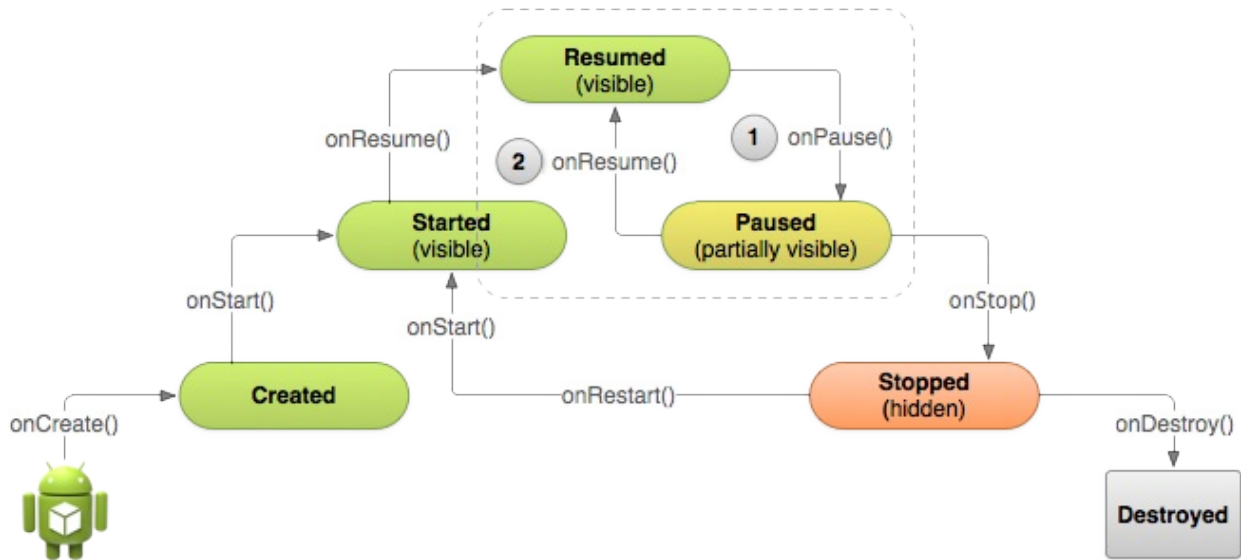 Resumed
(visible)
onResume()
1
onPause()
2
onResume()
Started
(visible)
Paused
(partially visible)
onStart()
onStart()
onStop()
Created
onRestart()
Stopped
(hidden)
onCreate()
onDestroy()
Destroyed